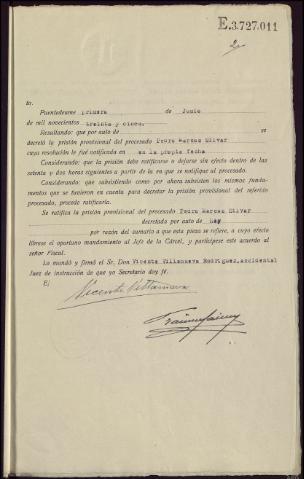 E.3.727.011
2
to.
Puentedeume primero de Junio
de mil novecientos treinta y cinco.
Resultando: que por auto de se
decretó la prisión provisional del procesado Pedro Marcos Olivar
cuya resolución le fué notificada en en la propia fecha
Considerando: que la prisión debe ratificarse o dejarse sin efecto dentro de las
setenta y dos horas siguientes a partir de la en que se notifique al procesado.
Considerando: que subsistiendo como por ahora subsisten los mismos funda-
mentos que se tuvieron en cuenta para decretar la prisión provisional del referido
procesado, procede ratificarla.
Se ratifica la prisión provisional del procesado Pedro Marcos Olivar
decretada por auto de hoy
por razón del sumario a que esta pieza se refiere, a cuyo efecto
líbrese el oportuno mandamiento al Jefe de la Cárcel, y participese este acuerdo al
señor Fiscal.
Lo mandó y firmó el Sr. Don Vicente Villanueva Rodríguez, accidental
Juez de instrucción de que yo Secretario doy fé.
E/
Vicente Villanueva